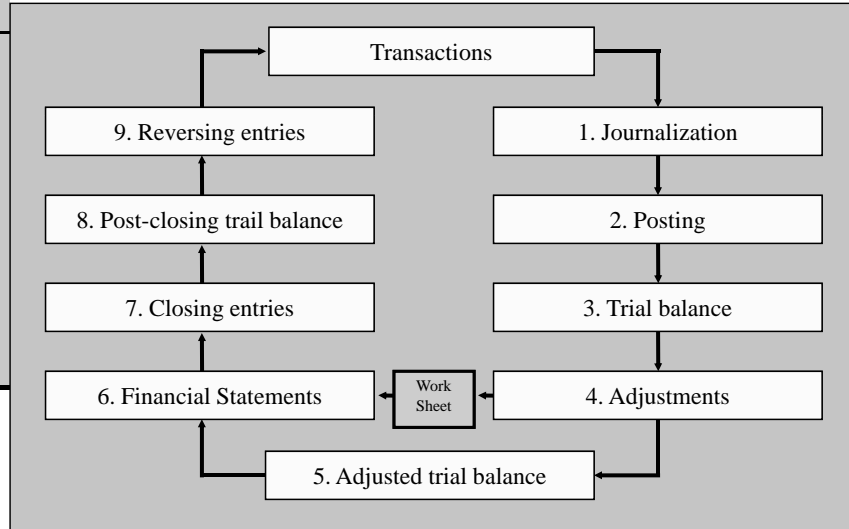 Transactions
1. Journalization
2. Posting
3. Trial balance
4. Adjustments
5. Adjusted trial balance
Work
Sheet
6. Financial Statements
7. Closing entries
8. Post-closing trail balance
9. Reversing entries